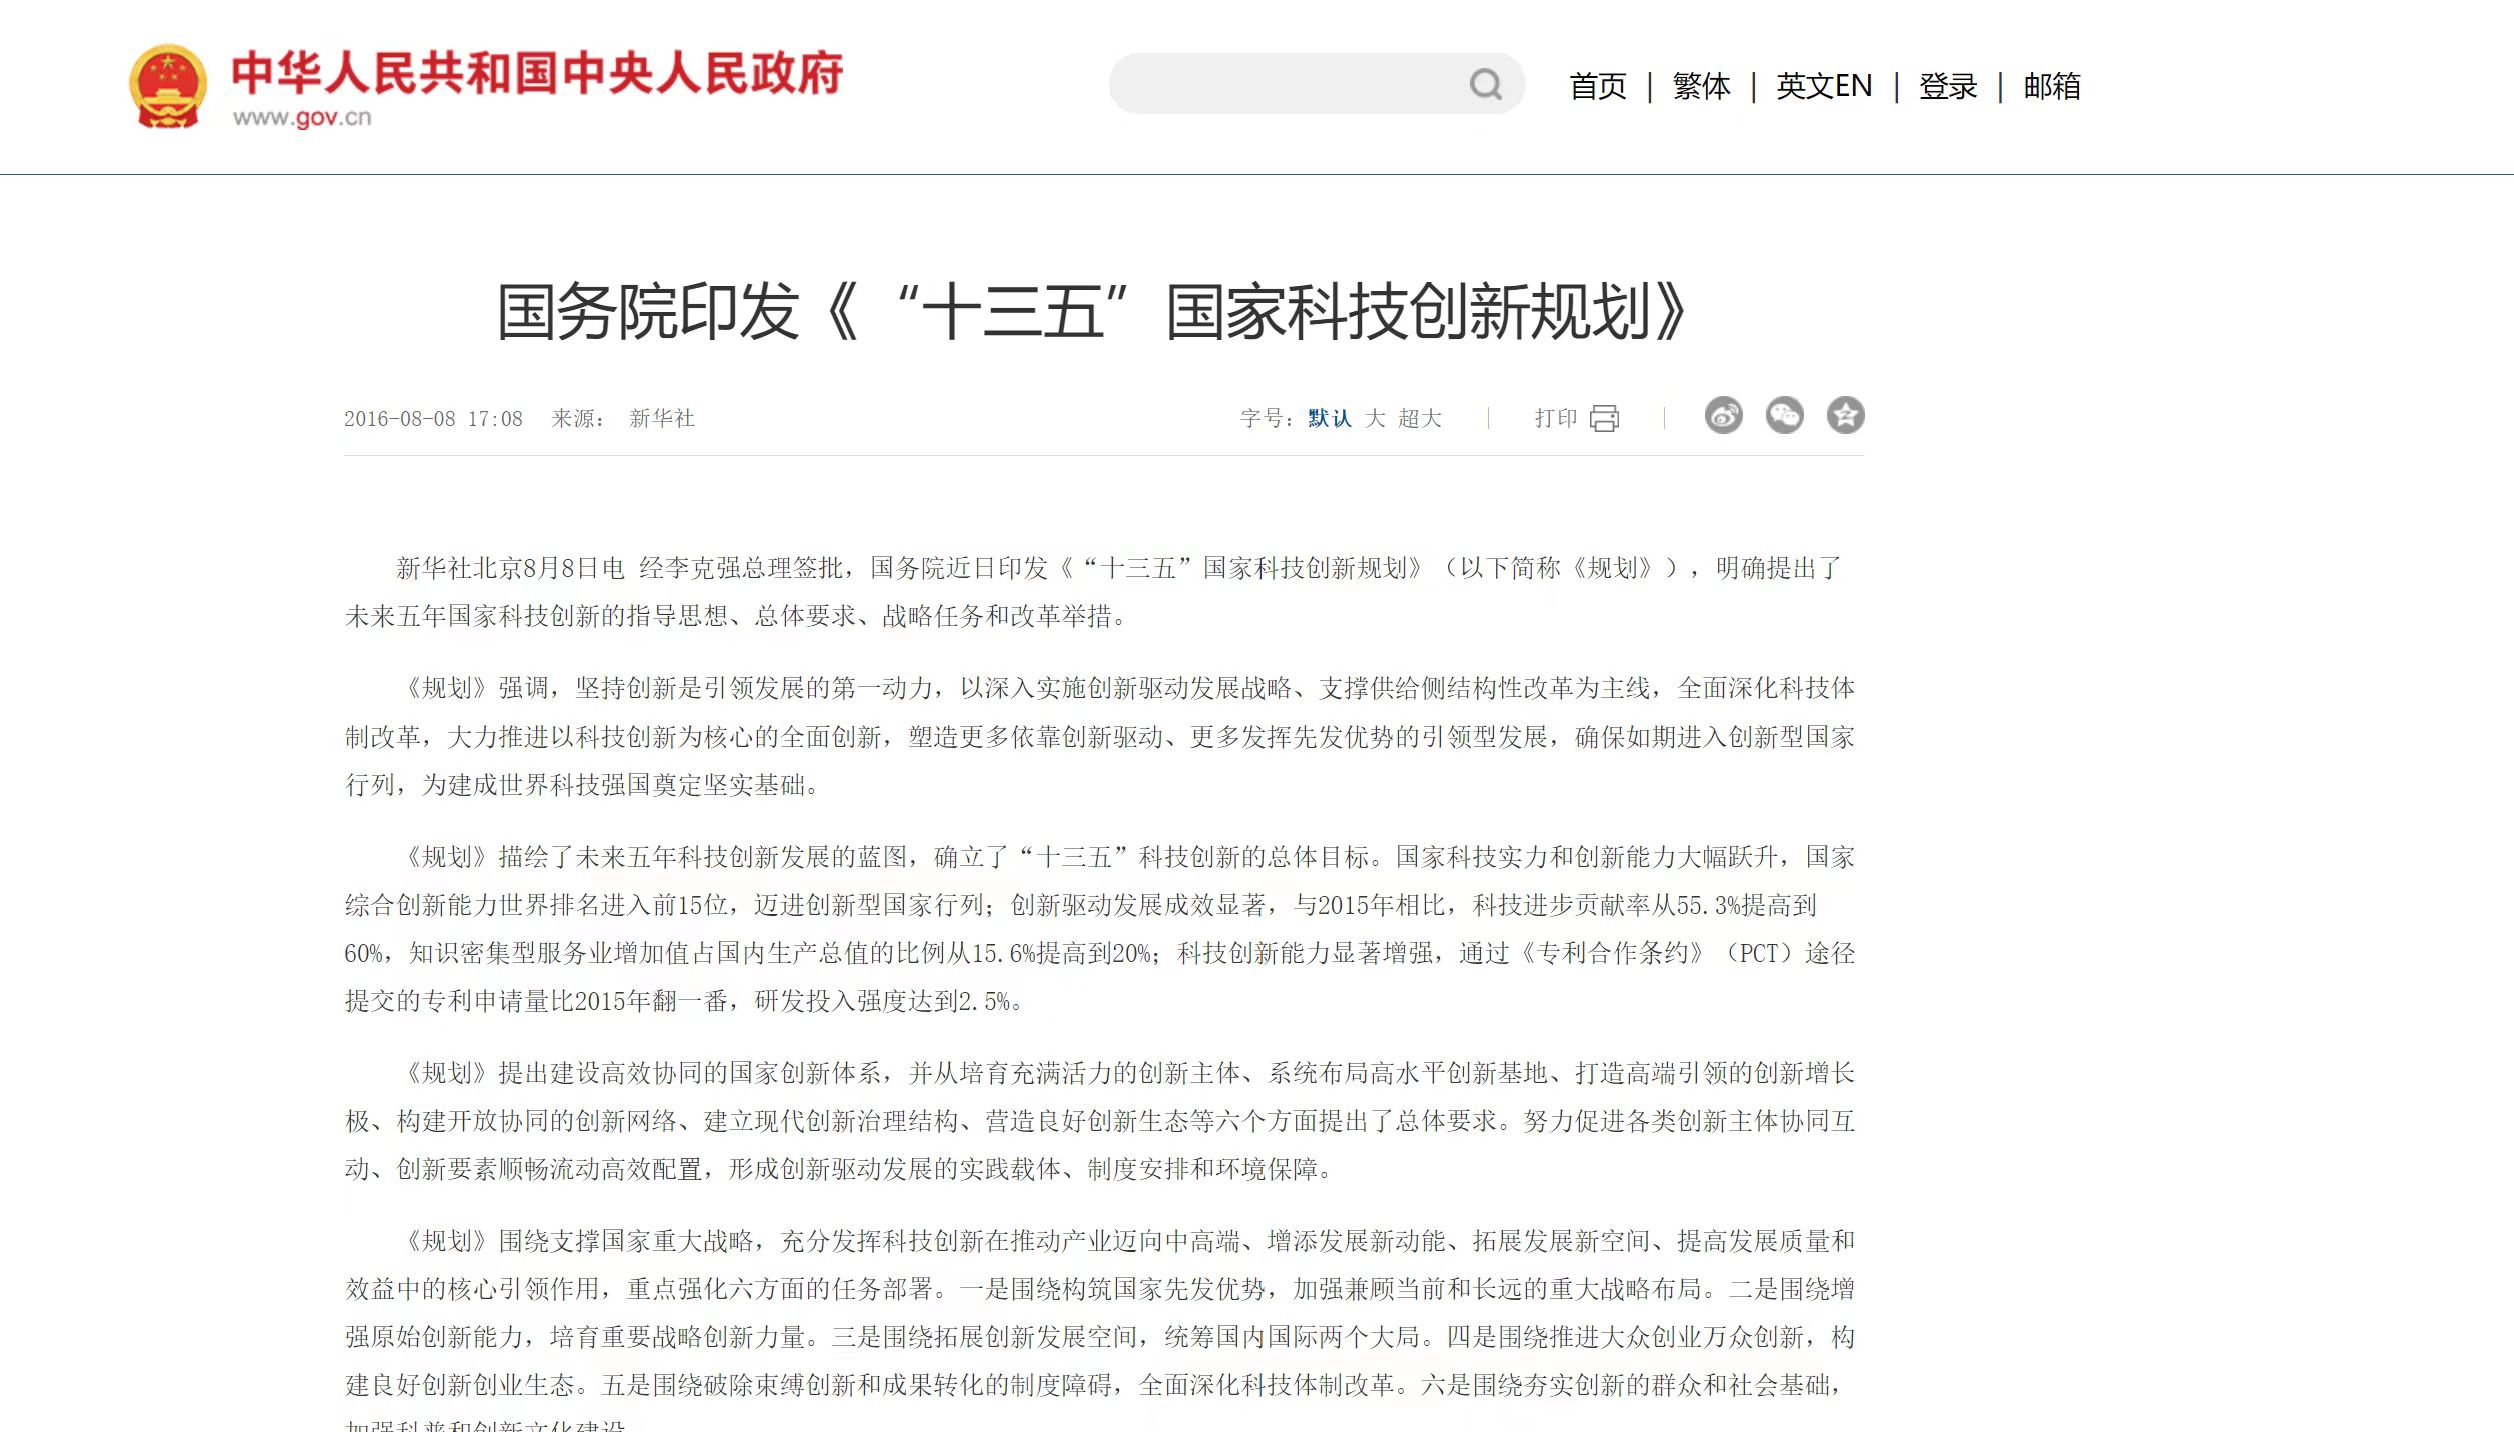 中华人民共和国中央人民政府
www.gov.cn
首页 | 繁体 | 英文EN | 登录 | 邮箱
国务院印发《“十三五”国家科技创新规划》
2016-08-08 17:08 来源： 新华社 字号：默认 大 超大 | 打印 |
新华社北京8月8日电 经李克强总理签批，国务院近日印发《“十三五”国家科技创新规划》（以下简称《规划》），明确提出了
未来五年国家科技创新的指导思想、总体要求、战略任务和改革举措。
《规划》强调，坚持创新是引领发展的第一动力，以深入实施创新驱动发展战略、支撑供给侧结构性改革为主线，全面深化科技体
制改革，大力推进以科技创新为核心的全面创新，塑造更多依靠创新驱动、更多发挥先发优势的引领型发展，确保如期进入创新型国家
行列，为建成世界科技强国奠定坚实基础。
《规划》描绘了未来五年科技创新发展的蓝图，确立了“十三五”科技创新的总体目标。国家科技实力和创新能力大幅跃升，国家
综合创新能力世界排名进入前15位，迈进创新型国家行列；创新驱动发展成效显著，与2015年相比，科技进步贡献率从55.3%提高到
60%，知识密集型服务业增加值占国内生产总值的比例从15.6%提高到20%；科技创新能力显著增强，通过《专利合作条约》（PCT）途径
提交的专利申请量比2015年翻一番，研发投入强度达到2.5%。
《规划》提出建设高效协同的国家创新体系，并从培育充满活力的创新主体、系统布局高水平创新基地、打造高端引领的创新增长
极、构建开放协同的创新网络、建立现代创新治理结构、营造良好创新生态等六个方面提出了总体要求。努力促进各类创新主体协同互
动、创新要素顺畅流动高效配置，形成创新驱动发展的实践载体、制度安排和环境保障。
《规划》围绕支撑国家重大战略，充分发挥科技创新在推动产业迈向中高端、增添发展新动能、拓展发展新空间、提高发展质量和
效益中的核心引领作用，重点强化六方面的任务部署。一是围绕构筑国家先发优势，加强兼顾当前和长远的重大战略布局。二是围绕增
强原始创新能力，培育重要战略创新力量。三是围绕拓展创新发展空间，统筹国内国际两个大局。四是围绕推进大众创业万众创新，构
建良好创新创业生态。五是围绕破除束缚创新和成果转化的制度障碍，全面深化科技体制改革。六是围绕夯实创新的群众和社会基础，
加强科普和创新文化建设